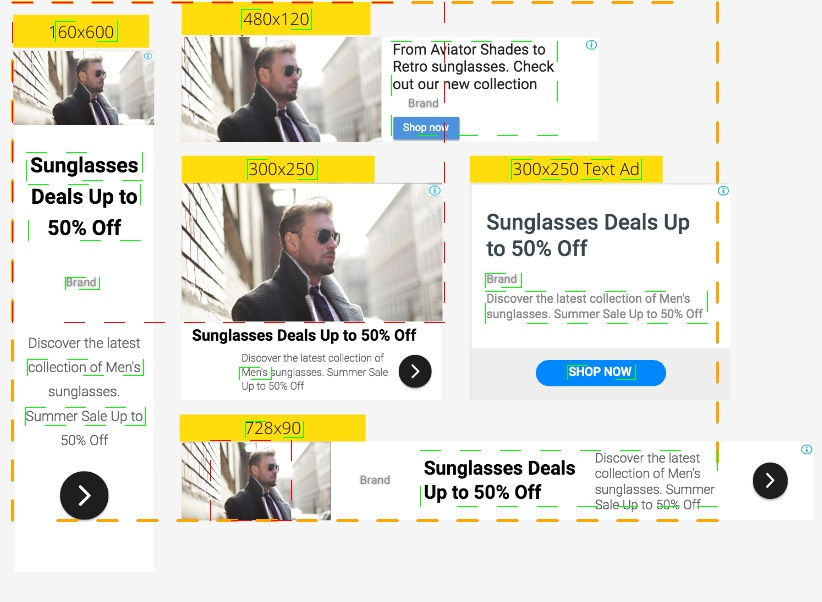 160x600
Sunglasses
Deals Up to
50% Off
Brand
Discover the latest
collection of Men's
sunglasses.
Summer Sale Up to
50% Off
480x120
From Aviator Shades to
Retro sunglasses. Check
out our new collection
Brand
Shop now
300x250
Sunglasses Deals Up to 50% Off
Discover the latest collection of
Men's sunglasses. Summer Sale
Up to 50% Off
300x250 Text Ad
Sunglasses Deals Up
to 50% Off
Brand
Discover the latest collection of Men's
sunglasses. Summer Sale Up to 50% Off
SHOP NOW
728x90
Brand
Sunglasses Deals
Up to 50% Off
Discover the latest
collection of Men's
sunglasses. Summer
Sale Up to 50% Off